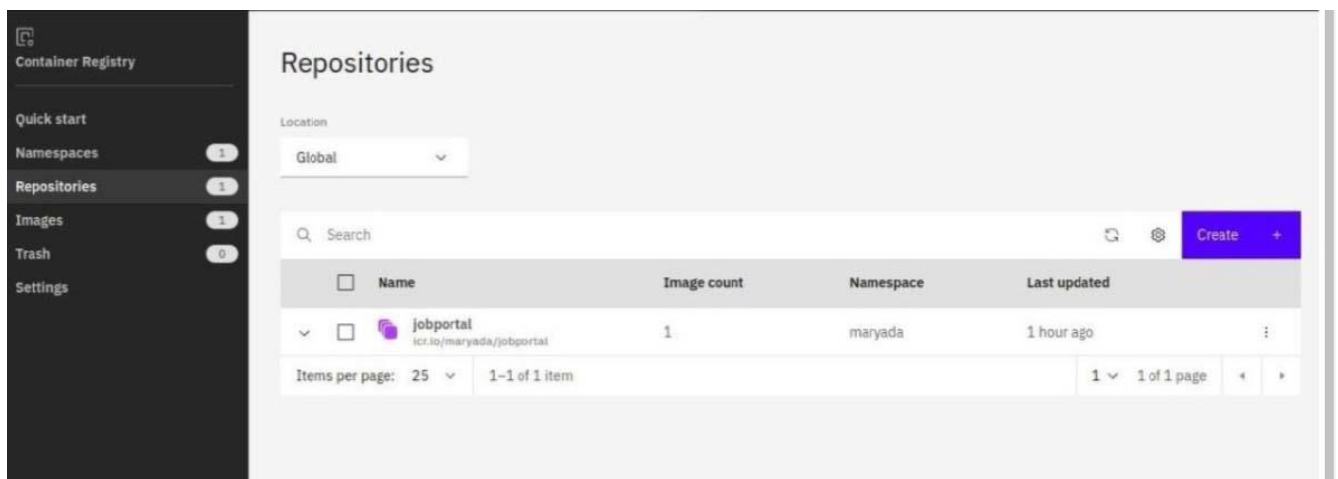 Container Registry
Quick start
Namespaces 1
Repositories 1
Images 1
Trash 0
Settings
Repositories
Location
Global
Search
Create +
Name Image count Namespace Last updated
jobportal 1 maryada 1 hour ago
icr.io/maryada/jobportal
Items per page: 25 1–1 of 1 item 1 1 of 1 page